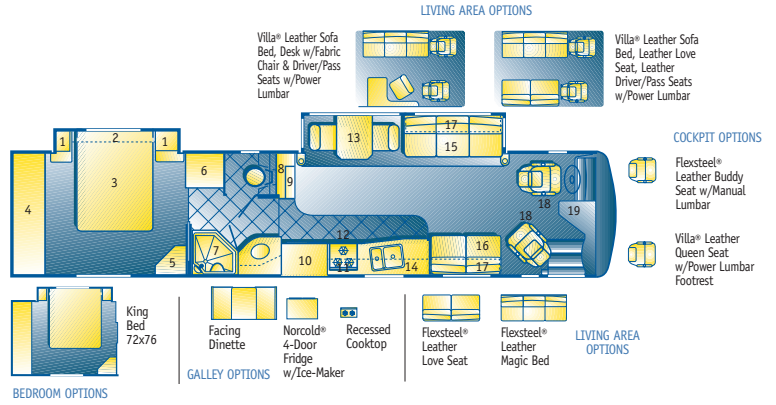 LIVING AREA OPTIONS
Villa® Leather Sofa
Bed, Desk w/Fabric
Chair & Driver/Pass
Seats w/Power
Lumbar
Villa® Leather Sofa
Bed, Leather Love
Seat, Leather
Driver/Pass Seats
w/Power Lumbar
COCKPIT OPTIONS
Flexsteel®
Leather Buddy
Seat w/Manual
Lumbar
Villa® Leather
Queen Seat
w/Power Lumbar
Footrest
1
2
1
3
4
5
6
7
8
9
10
11
12
13
14
17
15
16
17
18
18
19
King
Bed
72x76
BEDROOM OPTIONS
Facing
Dinette
Norcold®
4-Door
Fridge
w/Ice-Maker
Recessed
Cooktop
GALLEY OPTIONS
Flexsteel®
Leather
Love Seat
Flexsteel®
Leather
Magic Bed
LIVING AREA
OPTIONS